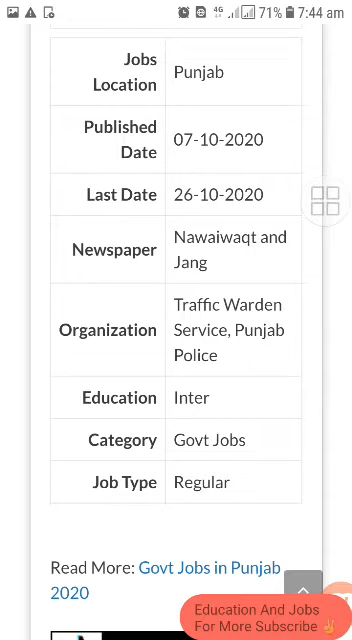 4G 71% 7:44 am
Jobs
Location
Punjab
Published
Date
07-10-2020
Last Date 26-10-2020
Newspaper
Nawaiwaqt and
Jang
Organization
Traffic Warden
Service, Punjab
Police
Education Inter
Category Govt Jobs
Job Type Regular
Read More: Govt Jobs in Punjab
2020
Education And Jobs
For More Subscribe✌